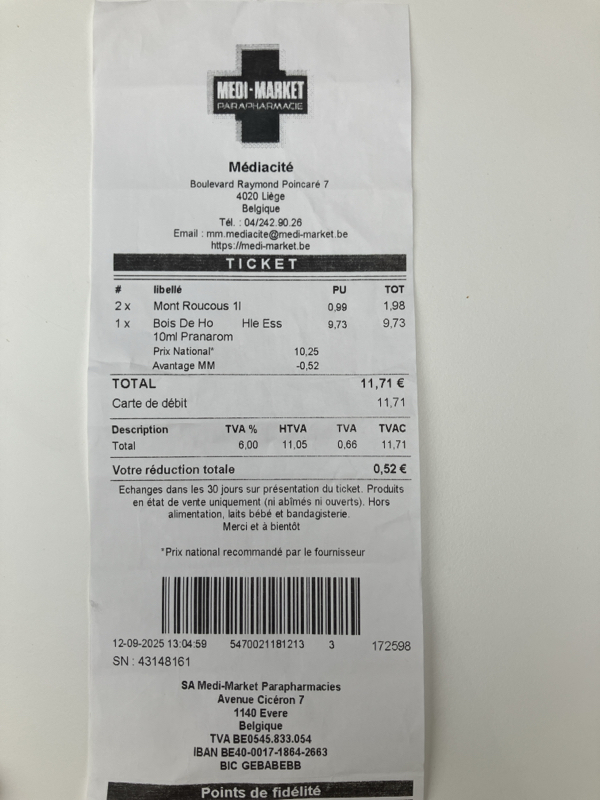 MEDI-MARKET
PARAPHARMACIE
Médiacité
Boulevard Raymond Poincaré 7
4020 Liège
Belgique
Tél. : 04/242.90.26
Email : mm.mediacite@medi-market.be
https://medi-market.be
TICKET
# libellé PU TOT
2 x Mont Roucous 1l 0,99 1,98
1 x Bois De Ho Hle Ess 9,73 9,73
10ml Pranarom
Prix National* 10,25
Avantage MM -0,52
TOTAL 11,71 €
Carte de débit 11,71
Description TVA % HTVA TVA TVAC
Total 6,00 11,05 0,66 11,71
Votre réduction totale 0,52 €
Echanges dans les 30 jours sur présentation du ticket. Produits
en état de vente uniquement (ni abîmés ni ouverts). Hors
alimentation, laits bébé et bandagisterie.
Merci et à bientôt
*Prix national recommandé par le fournisseur
12-09-2025 13:04:59 5470021181213 3 172598
SN : 43148161
SA Medi-Market Parapharmacies
Avenue Cicéron 7
1140 Evere
Belgique
TVA BE0545.833.054
IBAN BE40-0017-1864-2663
BIC GEBABEBB
Points de fidélité